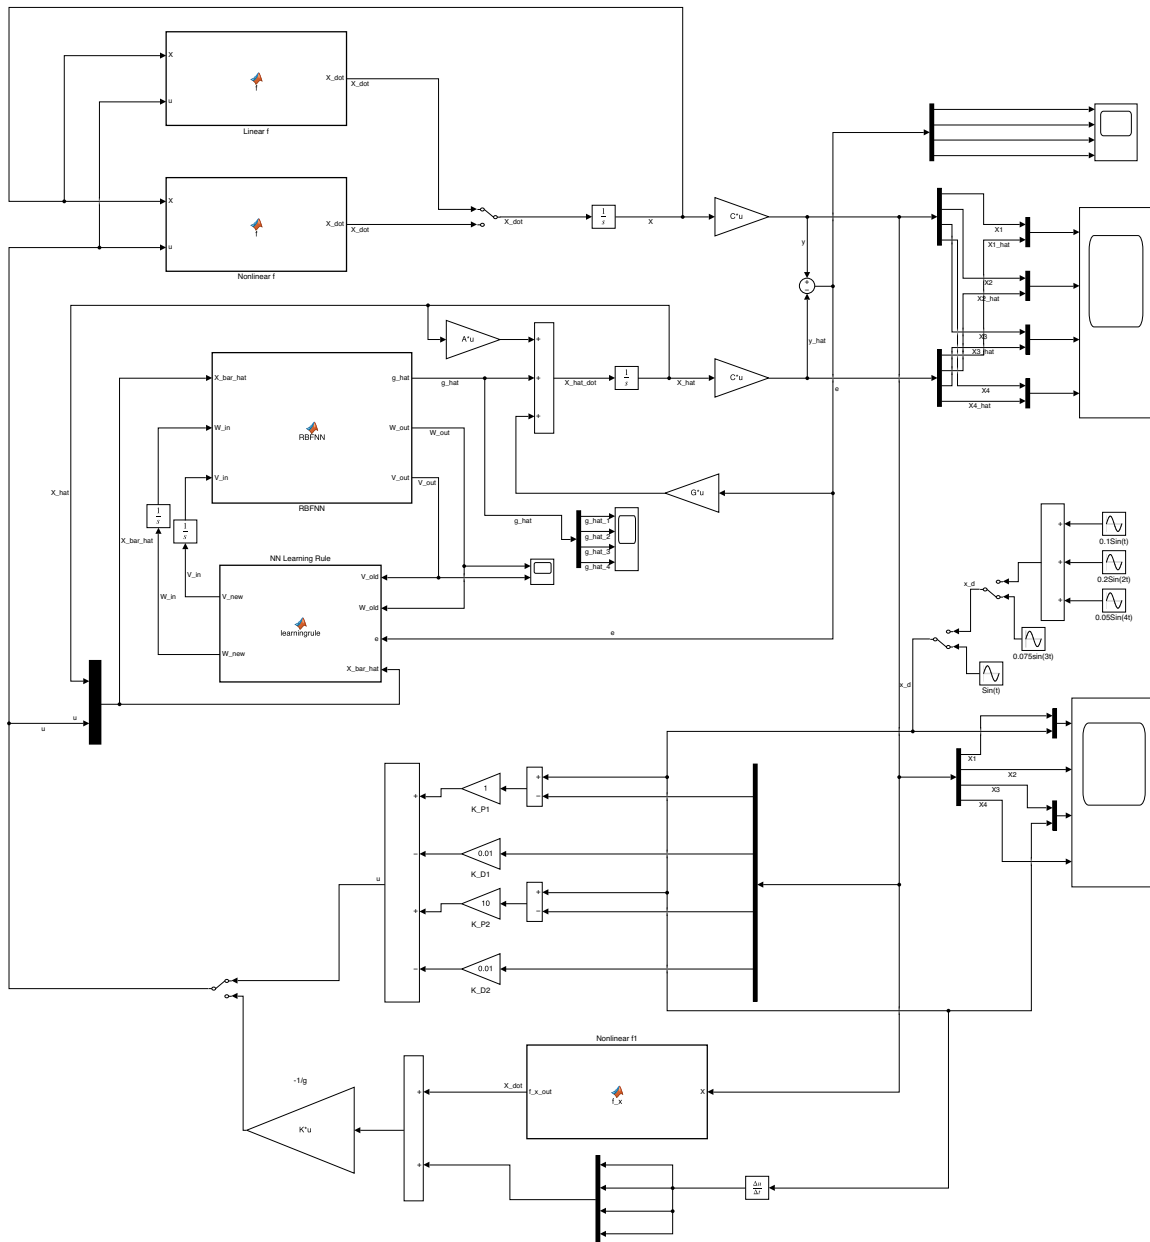 X
X_dot
X_dot
f
u
Linear f
X
X_dot
X_dot
f
u
Nonlinear f
X_dot
1/s
X
C*u
y
+
−
y_hat
e
X1
X1_hat
X2
X2_hat
X3
X3_hat
X4
X4_hat
A*u
+
+
+
X_hat_dot
1/s
X_hat
C*u
X_bar_hat
g_hat
g_hat
W_in
RBFNN
W_out
W_out
V_in
V_out
V_out
RBFNN
X_hat
G*u
1/s
1/s
X_bar_hat
g_hat
g_hat_1
g_hat_2
g_hat_3
g_hat_4
NN Learning Rule
V_in
W_in
V_new
V_old
W_old
learningrule
e
e
W_new
X_bar_hat
+
+
+
0.1Sin(t)
0.2Sin(2t)
0.05Sin(4t)
x_d
0.075sin(3t)
Sin(t)
x_d
u
u
X1
X2
X3
X4
+
1
+
−
K_P1
−
0.01
K_D1
u
+
10
+
−
K_P2
−
0.01
K_D2
Nonlinear f1
X_dot
f_x_out
X
f_x
-1/g
K*u
+
+
Δu/Δt